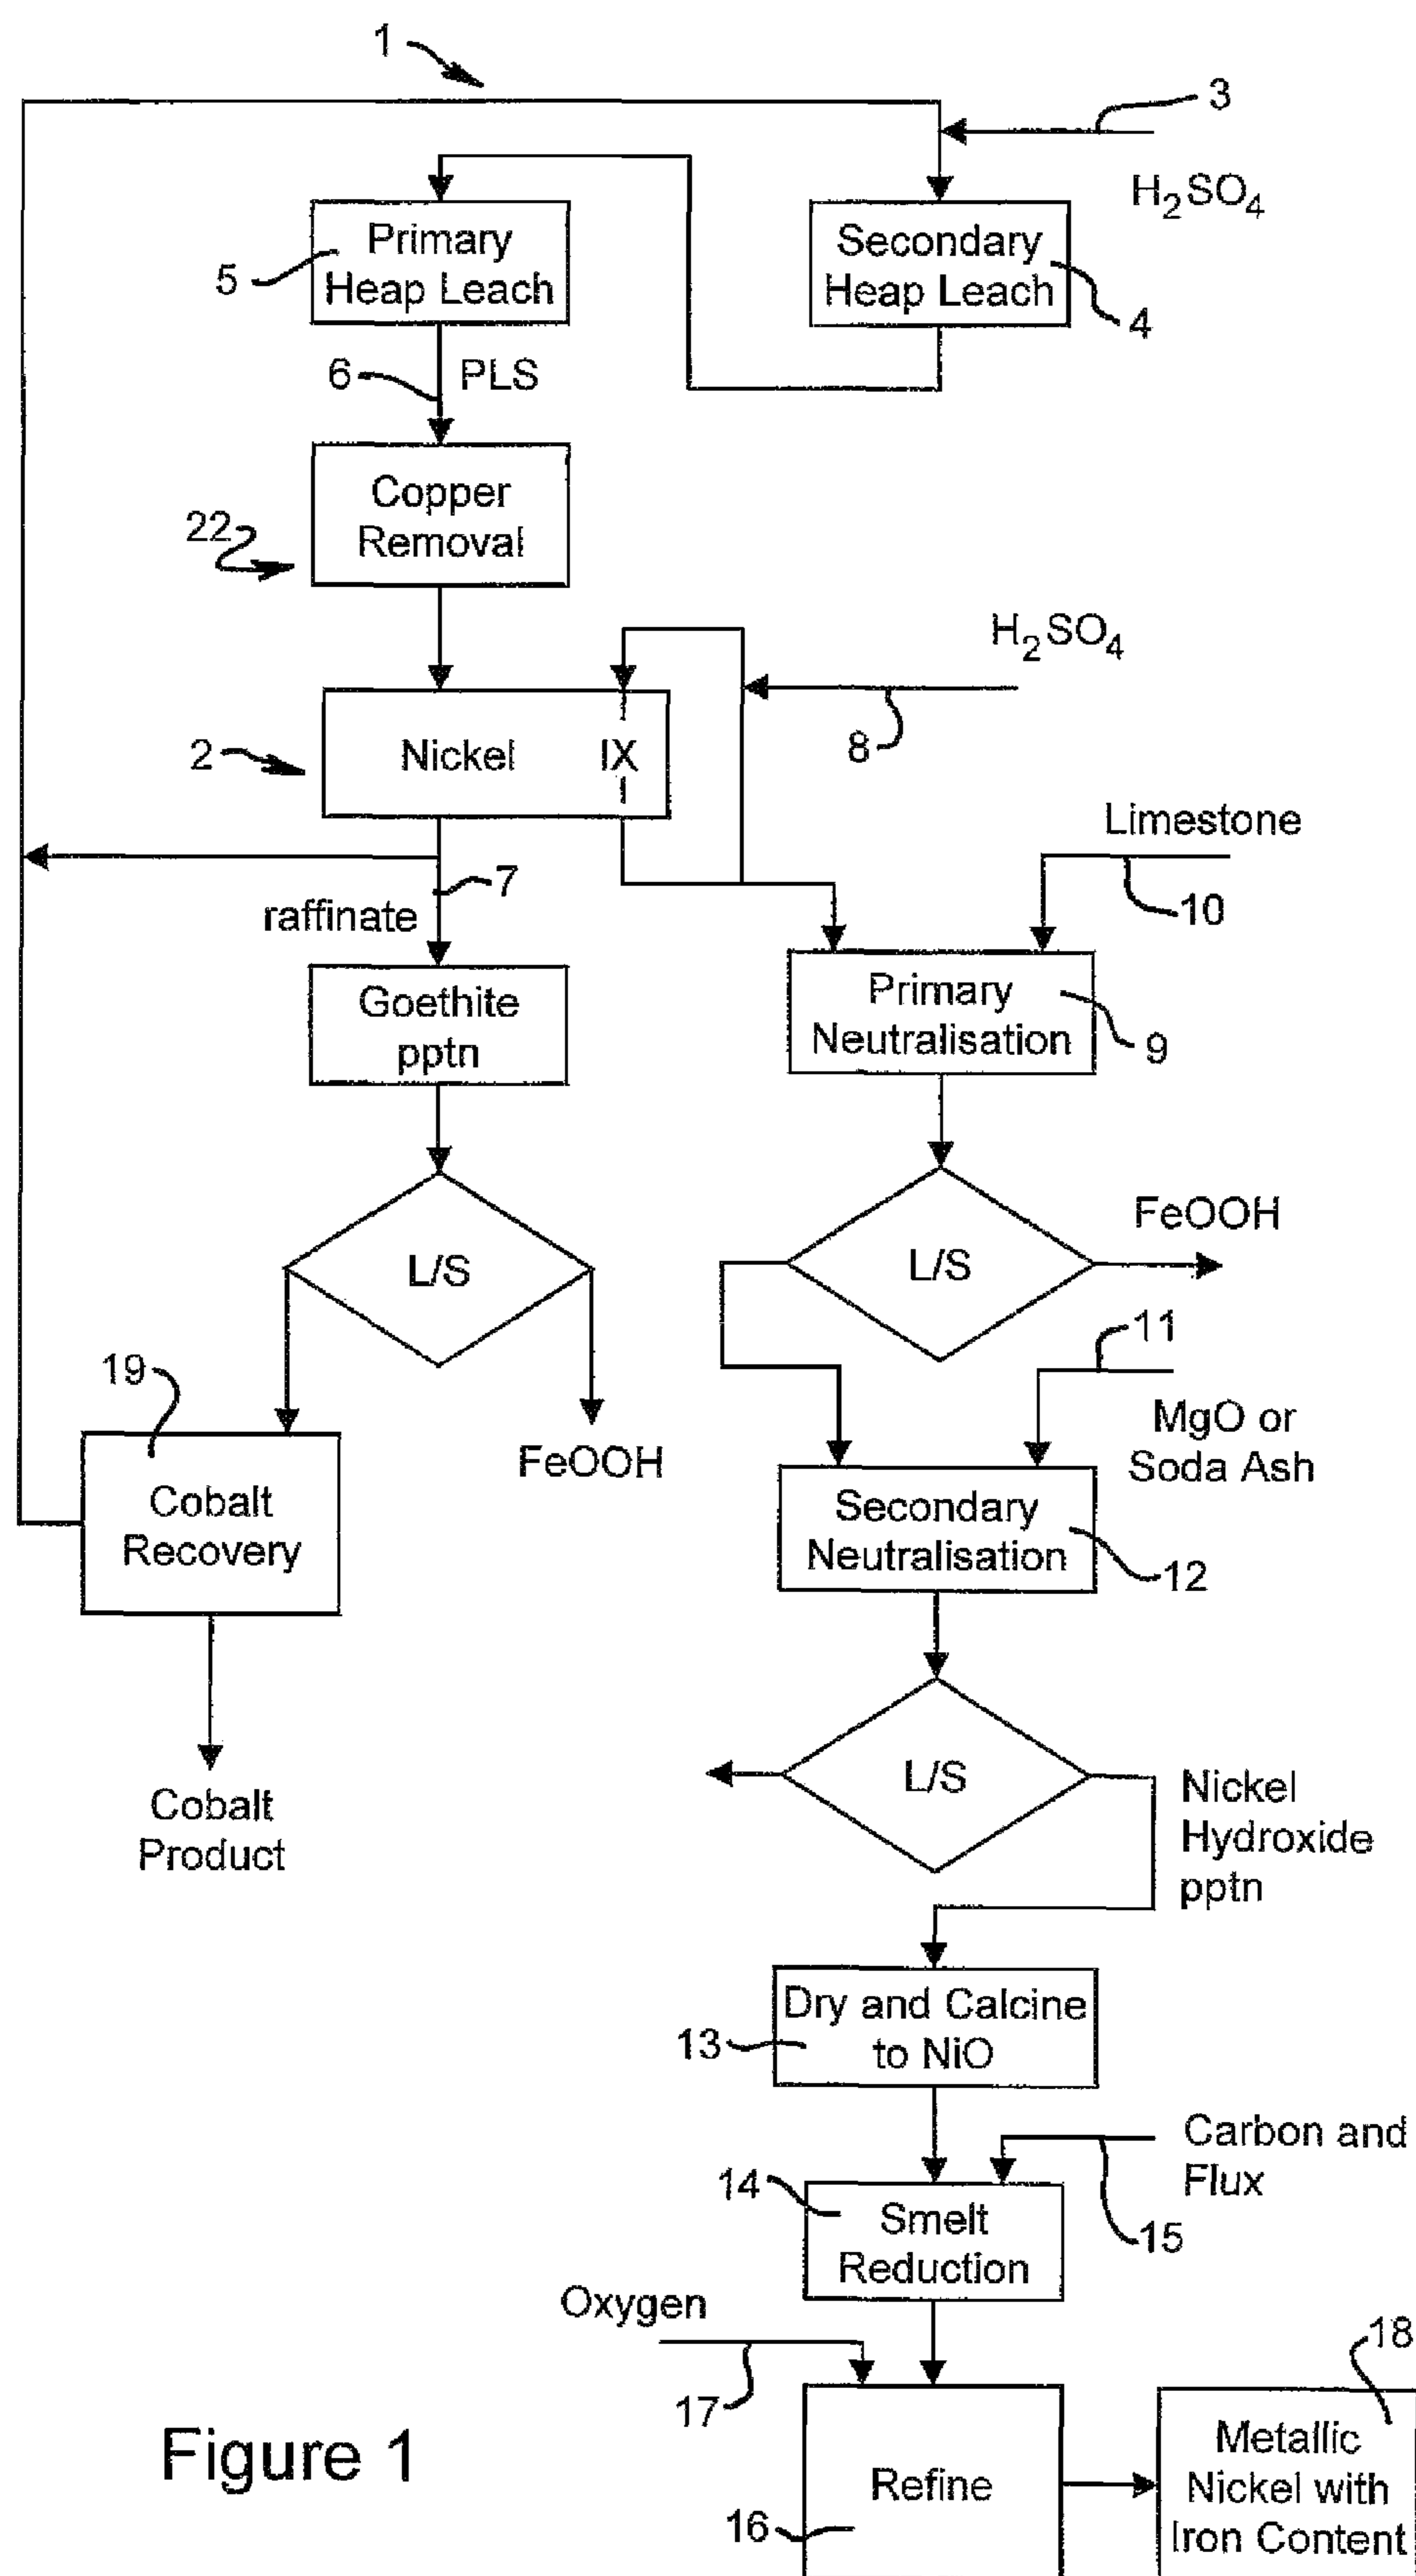 1
3
H2SO4
Primary
Heap Leach
5
Secondary
Heap Leach
4
6
PLS
Copper
Removal
22
H2SO4
8
2
Nickel IX
Limestone
10
7
raffinate
Goethite
pptn
Primary
Neutralisation
9
L/S
L/S
FeOOH
11
MgO or
Soda Ash
19
FeOOH
Cobalt
Recovery
Secondary
Neutralisation
12
L/S
Nickel
Hydroxide
pptn
Cobalt
Product
Dry and Calcine
to NiO
13
Carbon and
Flux
14
15
Smelt
Reduction
Oxygen
17
18
Figure 1
Refine
16
Metallic
Nickel with
Iron Content